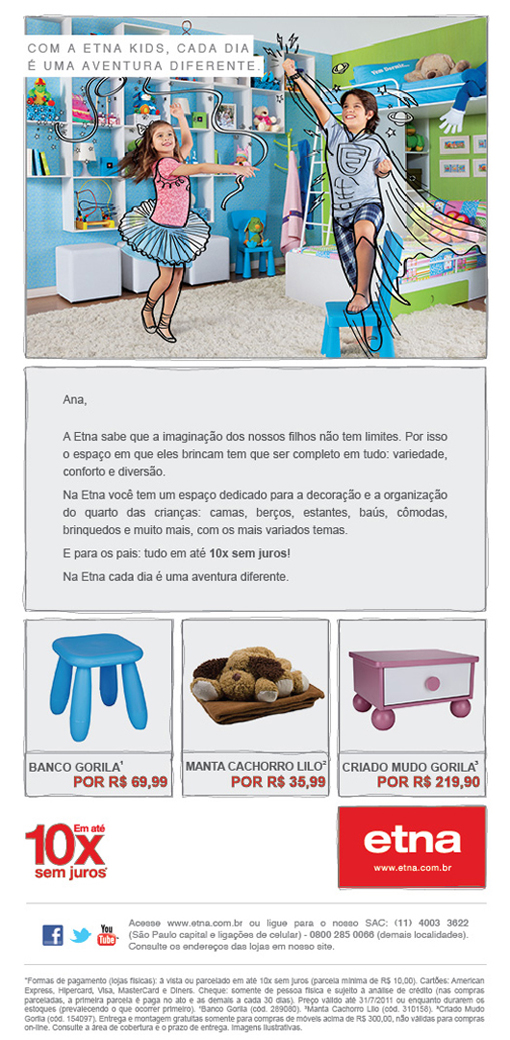 COM A ETNA KIDS, CADA DIA
É UMA AVENTURA DIFERENTE.
Ana,
A Etna sabe que a imaginação dos nossos filhos não tem limites. Por isso
o espaço em que eles brincam tem que ser completo em tudo: variedade,
conforto e diversão.
Na Etna você tem um espaço dedicado para a decoração e a organização
do quarto das crianças: camas, berços, estantes, baús, cômodas,
brinquedos e muito mais, com os mais variados temas.
E para os pais: tudo em até 10x sem juros!
Na Etna cada dia é uma aventura diferente.
BANCO GORILA¹
POR R$ 69,99
MANTA CACHORRO LILO²
POR R$ 35,99
CRIADO MUDO GORILA³
POR R$ 219,90
Em até
10x
sem juros*
etna
www.etna.com.br
You
Tube
Acesse www.etna.com.br ou ligue para o nosso SAC: (11) 4003 3622
(São Paulo capital e ligações de celular) - 0800 285 0066 (demais localidades).
Consulte os endereços das lojas em nosso site.
*Formas de pagamento (lojas físicas): à vista ou parcelado em até 10x sem juros (parcela mínima de R$ 10,00). Cartões: American
Express, Hipercard, Visa, MasterCard e Diners. Cheque: somente de pessoa física e sujeito à análise de crédito (nas compras
parceladas, a primeira parcela é paga no ato e as demais a cada 30 dias). Preço válido até 31/7/2011 ou enquanto durarem os
estoques (prevalecendo o que ocorrer primeiro). ¹Banco Gorila (cód. 289080). ²Manta Cachorro Lilo (cód. 310158). ³Criado Mudo
Gorila (cód. 154097). Entrega e montagem gratuitas somente para compras de móveis acima de R$ 300,00, não válidas para compras
on-line. Consulte a área de cobertura e o prazo de entrega. Imagens ilustrativas.